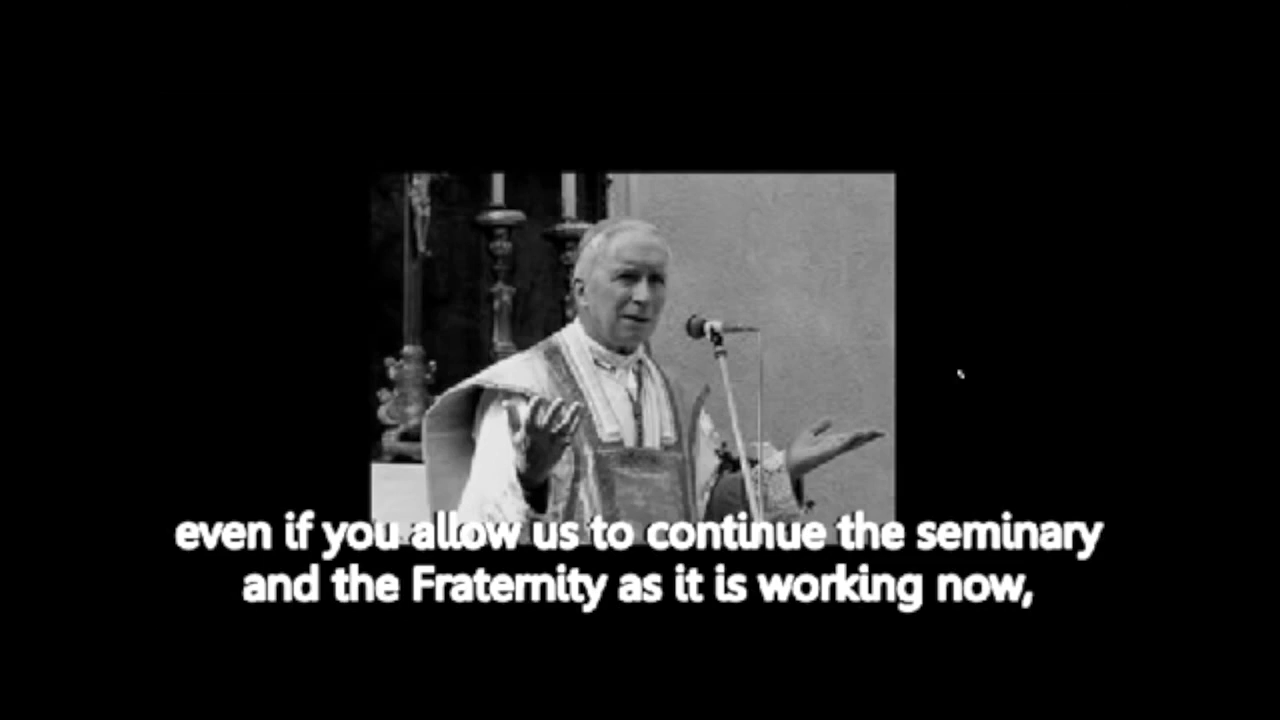 even if you allow us to continue the seminary
and the Fraternity as it is working now,